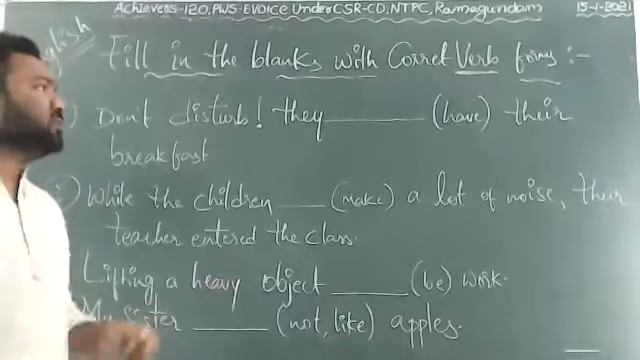 Achievers-120, PWS-EVOICE Under CSR-CD, NTPC, Ramagundam 15-1-2021
English
Fill in the blanks with Corret Verb forms :-
) Don't disturb! they ______ (have) their
breakfast
) While the children ____ (make) a lot of noise, their
teacher entered the class.
Lifting a heavy object ______ (be) work.
My sister ______ (not, like) apples.